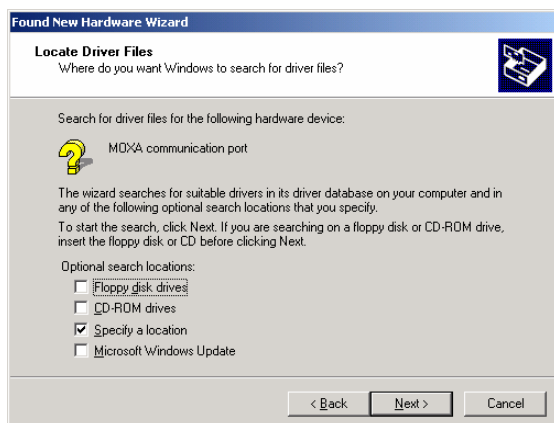 Found New Hardware Wizard
Locate Driver Files
Where do you want Windows to search for driver files?
Search for driver files for the following hardware device:
MOXA communication port
The wizard searches for suitable drivers in its driver database on your computer and in
any of the following optional search locations that you specify.
To start the search, click Next. If you are searching on a floppy disk or CD-ROM drive,
insert the floppy disk or CD before clicking Next.
Optional search locations:
Floppy disk drives
CD-ROM drives
Specify a location
Microsoft Windows Update
< Back Next > Cancel